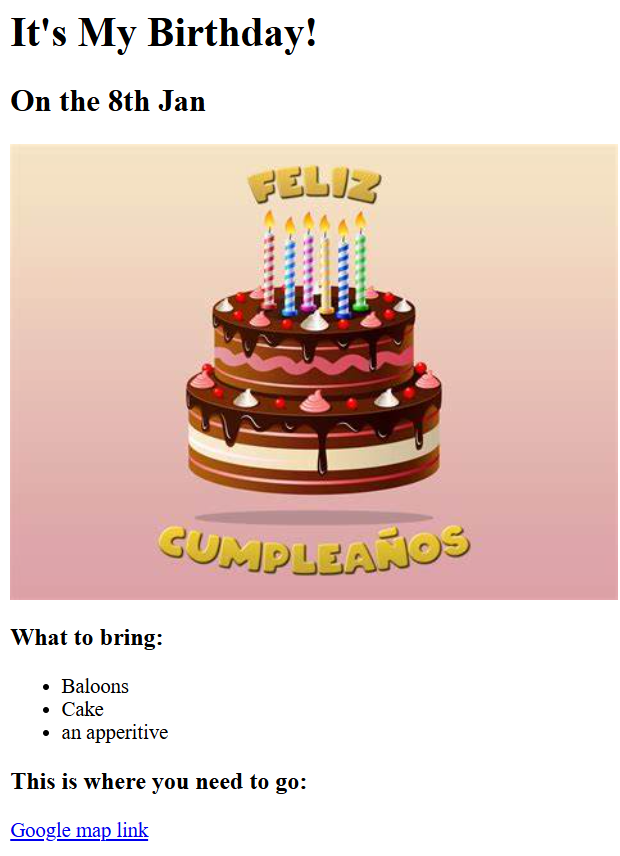 It's My Birthday!
On the 8th Jan
FELIZ
CUMPLEAÑOS
What to bring:
Baloons
Cake
an apperitive
This is where you need to go:
Google map link